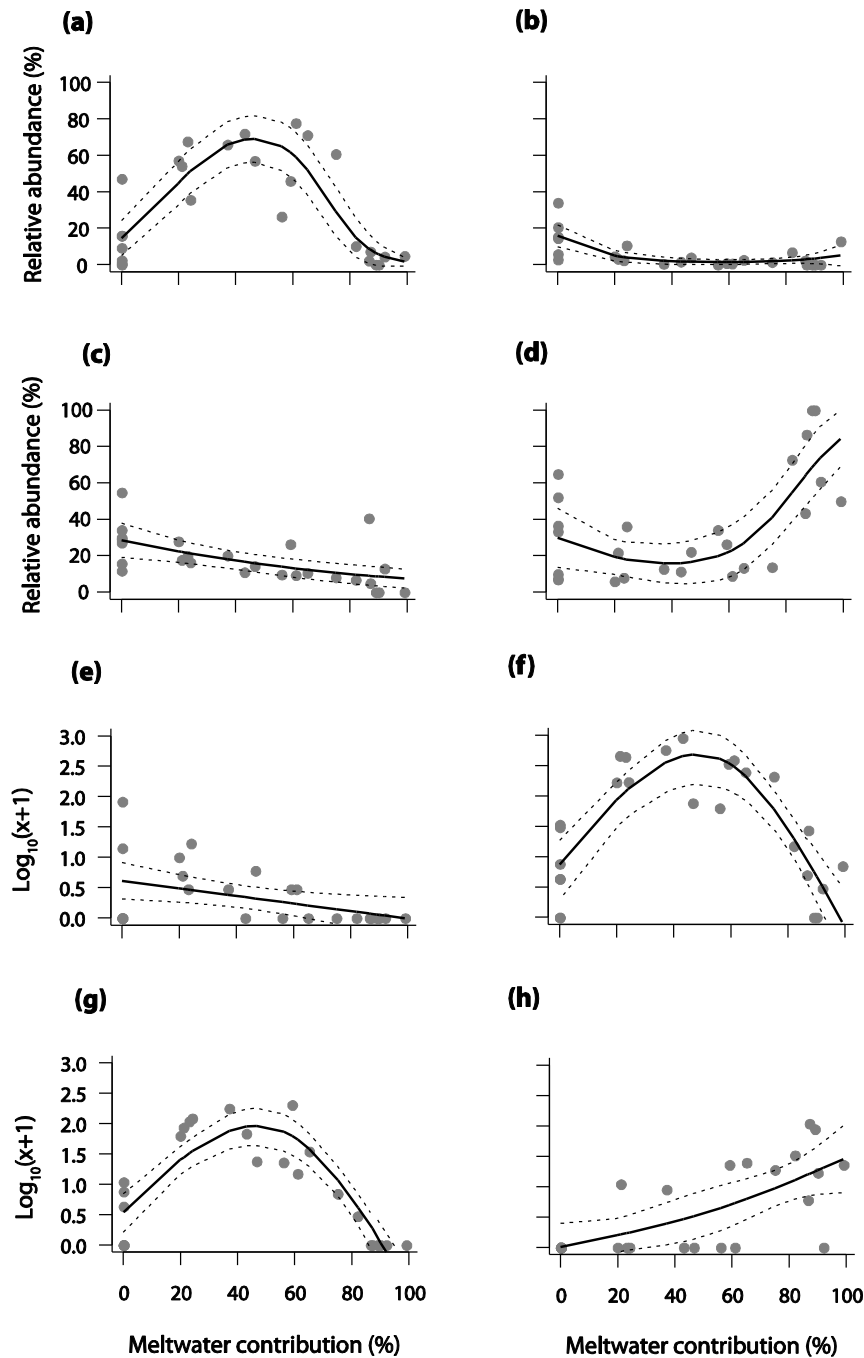 (a)
(b)
Relative abundance (%)
100
80
60
40
20
0
(c)
(d)
Relative abundance (%)
100
80
60
40
20
0
(e)
(f)
Log10(x+1)
3.0
2.5
2.0
1.5
1.0
0.5
0.0
(g)
(h)
Log10(x+1)
3.0
2.5
2.0
1.5
1.0
0.5
0.0
0 20 40 60 80 100
0 20 40 60 80 100
Meltwater contribution (%)
Meltwater contribution (%)